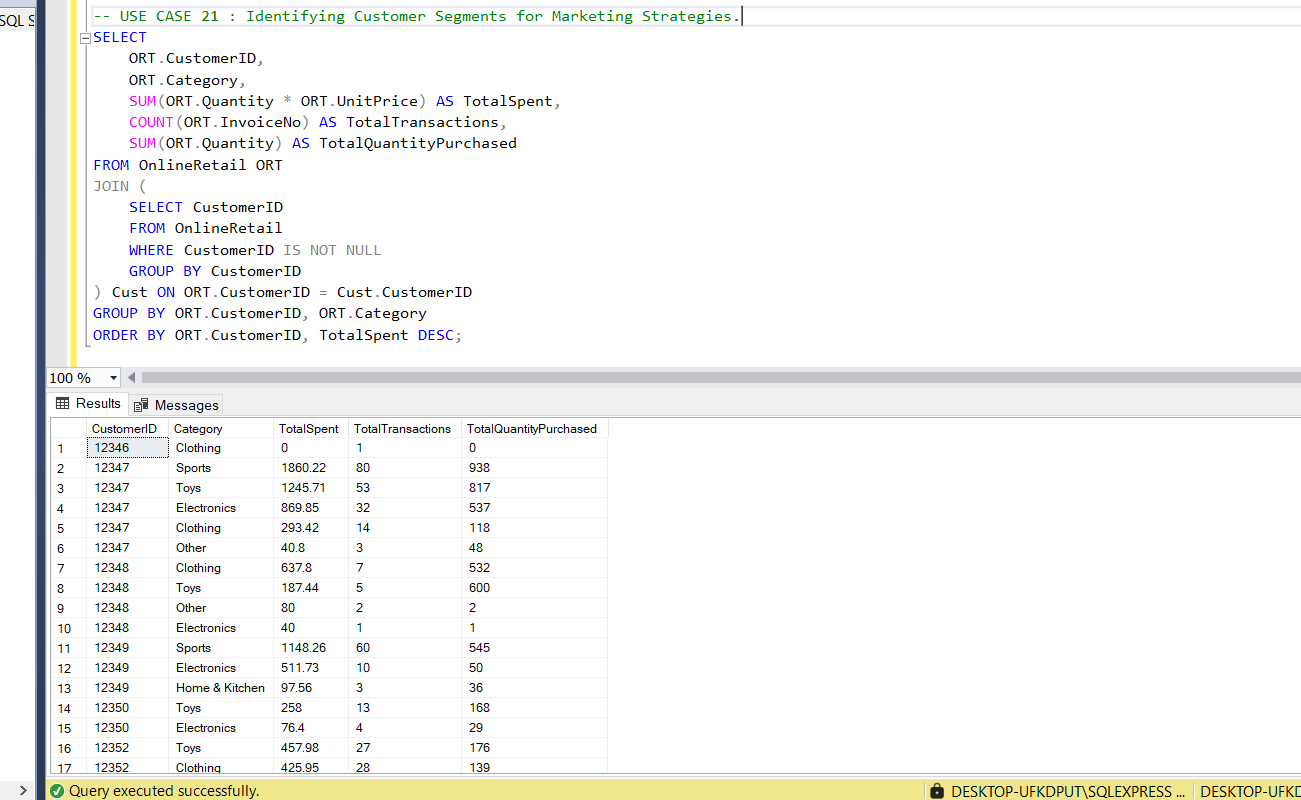 SQL S
-- USE CASE 21 : Identifying Customer Segments for Marketing Strategies.
SELECT
ORT.CustomerID,
ORT.Category,
SUM(ORT.Quantity * ORT.UnitPrice) AS TotalSpent,
COUNT(ORT.InvoiceNo) AS TotalTransactions,
SUM(ORT.Quantity) AS TotalQuantityPurchased
FROM OnlineRetail ORT
JOIN (
SELECT CustomerID
FROM OnlineRetail
WHERE CustomerID IS NOT NULL
GROUP BY CustomerID
) Cust ON ORT.CustomerID = Cust.CustomerID
GROUP BY ORT.CustomerID, ORT.Category
ORDER BY ORT.CustomerID, TotalSpent DESC;
100 %
Results Messages
CustomerID Category TotalSpent TotalTransactions TotalQuantityPurchased
1 12346 Clothing 0 1 0
2 12347 Sports 1860.22 80 938
3 12347 Toys 1245.71 53 817
4 12347 Electronics 869.85 32 537
5 12347 Clothing 293.42 14 118
6 12347 Other 40.8 3 48
7 12348 Clothing 637.8 7 532
8 12348 Toys 187.44 5 600
9 12348 Other 80 2 2
10 12348 Electronics 40 1 1
11 12349 Sports 1148.26 60 545
12 12349 Electronics 511.73 10 50
13 12349 Home & Kitchen 97.56 3 36
14 12350 Toys 258 13 168
15 12350 Electronics 76.4 4 29
16 12352 Toys 457.98 27 176
17 12352 Clothing 425.95 28 139
Query executed successfully. DESKTOP-UFKDPUT\SQLEXPRESS ... DESKTOP-UFKD